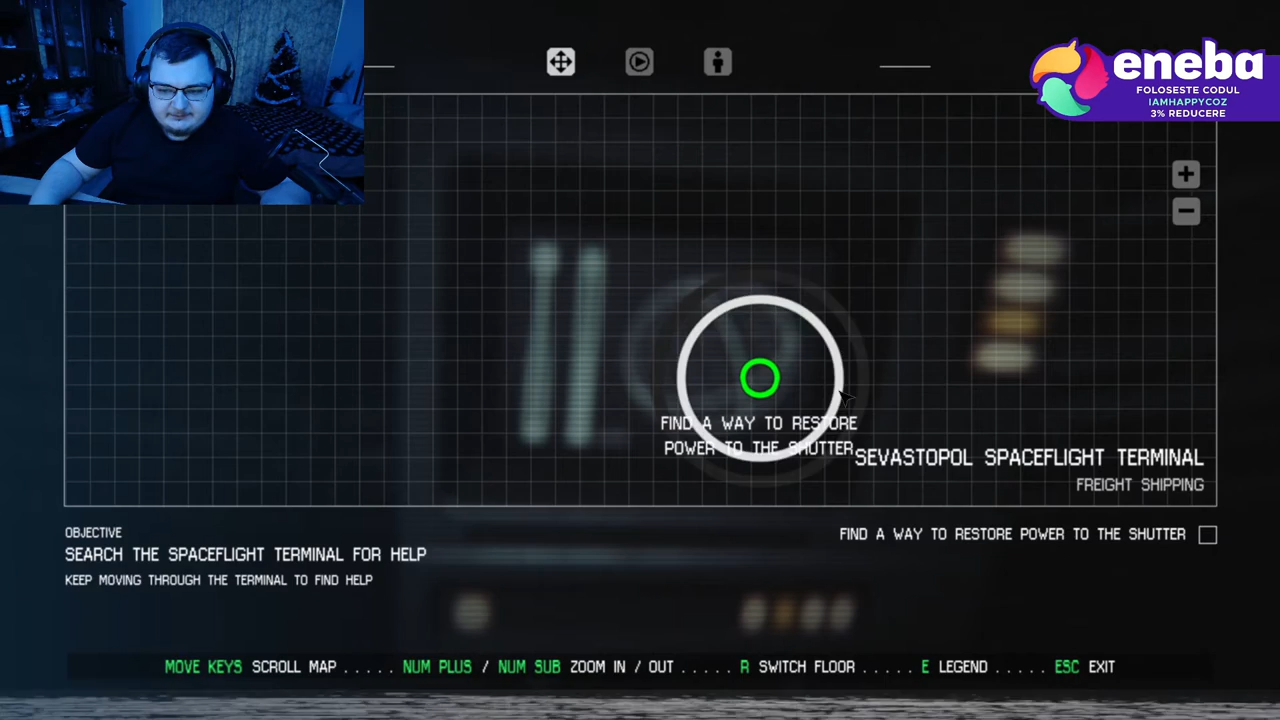 eneba
FOLOSESTE CODUL
IAMHAPPYCOZ
3% REDUCERE
FIND A WAY TO RESTORE
POWER TO THE SHUTTER
SEVASTOPOL SPACEFLIGHT TERMINAL
FREIGHT SHIPPING
OBJECTIVE
SEARCH THE SPACEFLIGHT TERMINAL FOR HELP
KEEP MOVING THROUGH THE TERMINAL TO FIND HELP
FIND A WAY TO RESTORE POWER TO THE SHUTTER
MOVE KEYS SCROLL MAP ..... NUM PLUS / NUM SUB ZOOM IN / OUT ..... R SWITCH FLOOR ..... E LEGEND ..... ESC EXIT